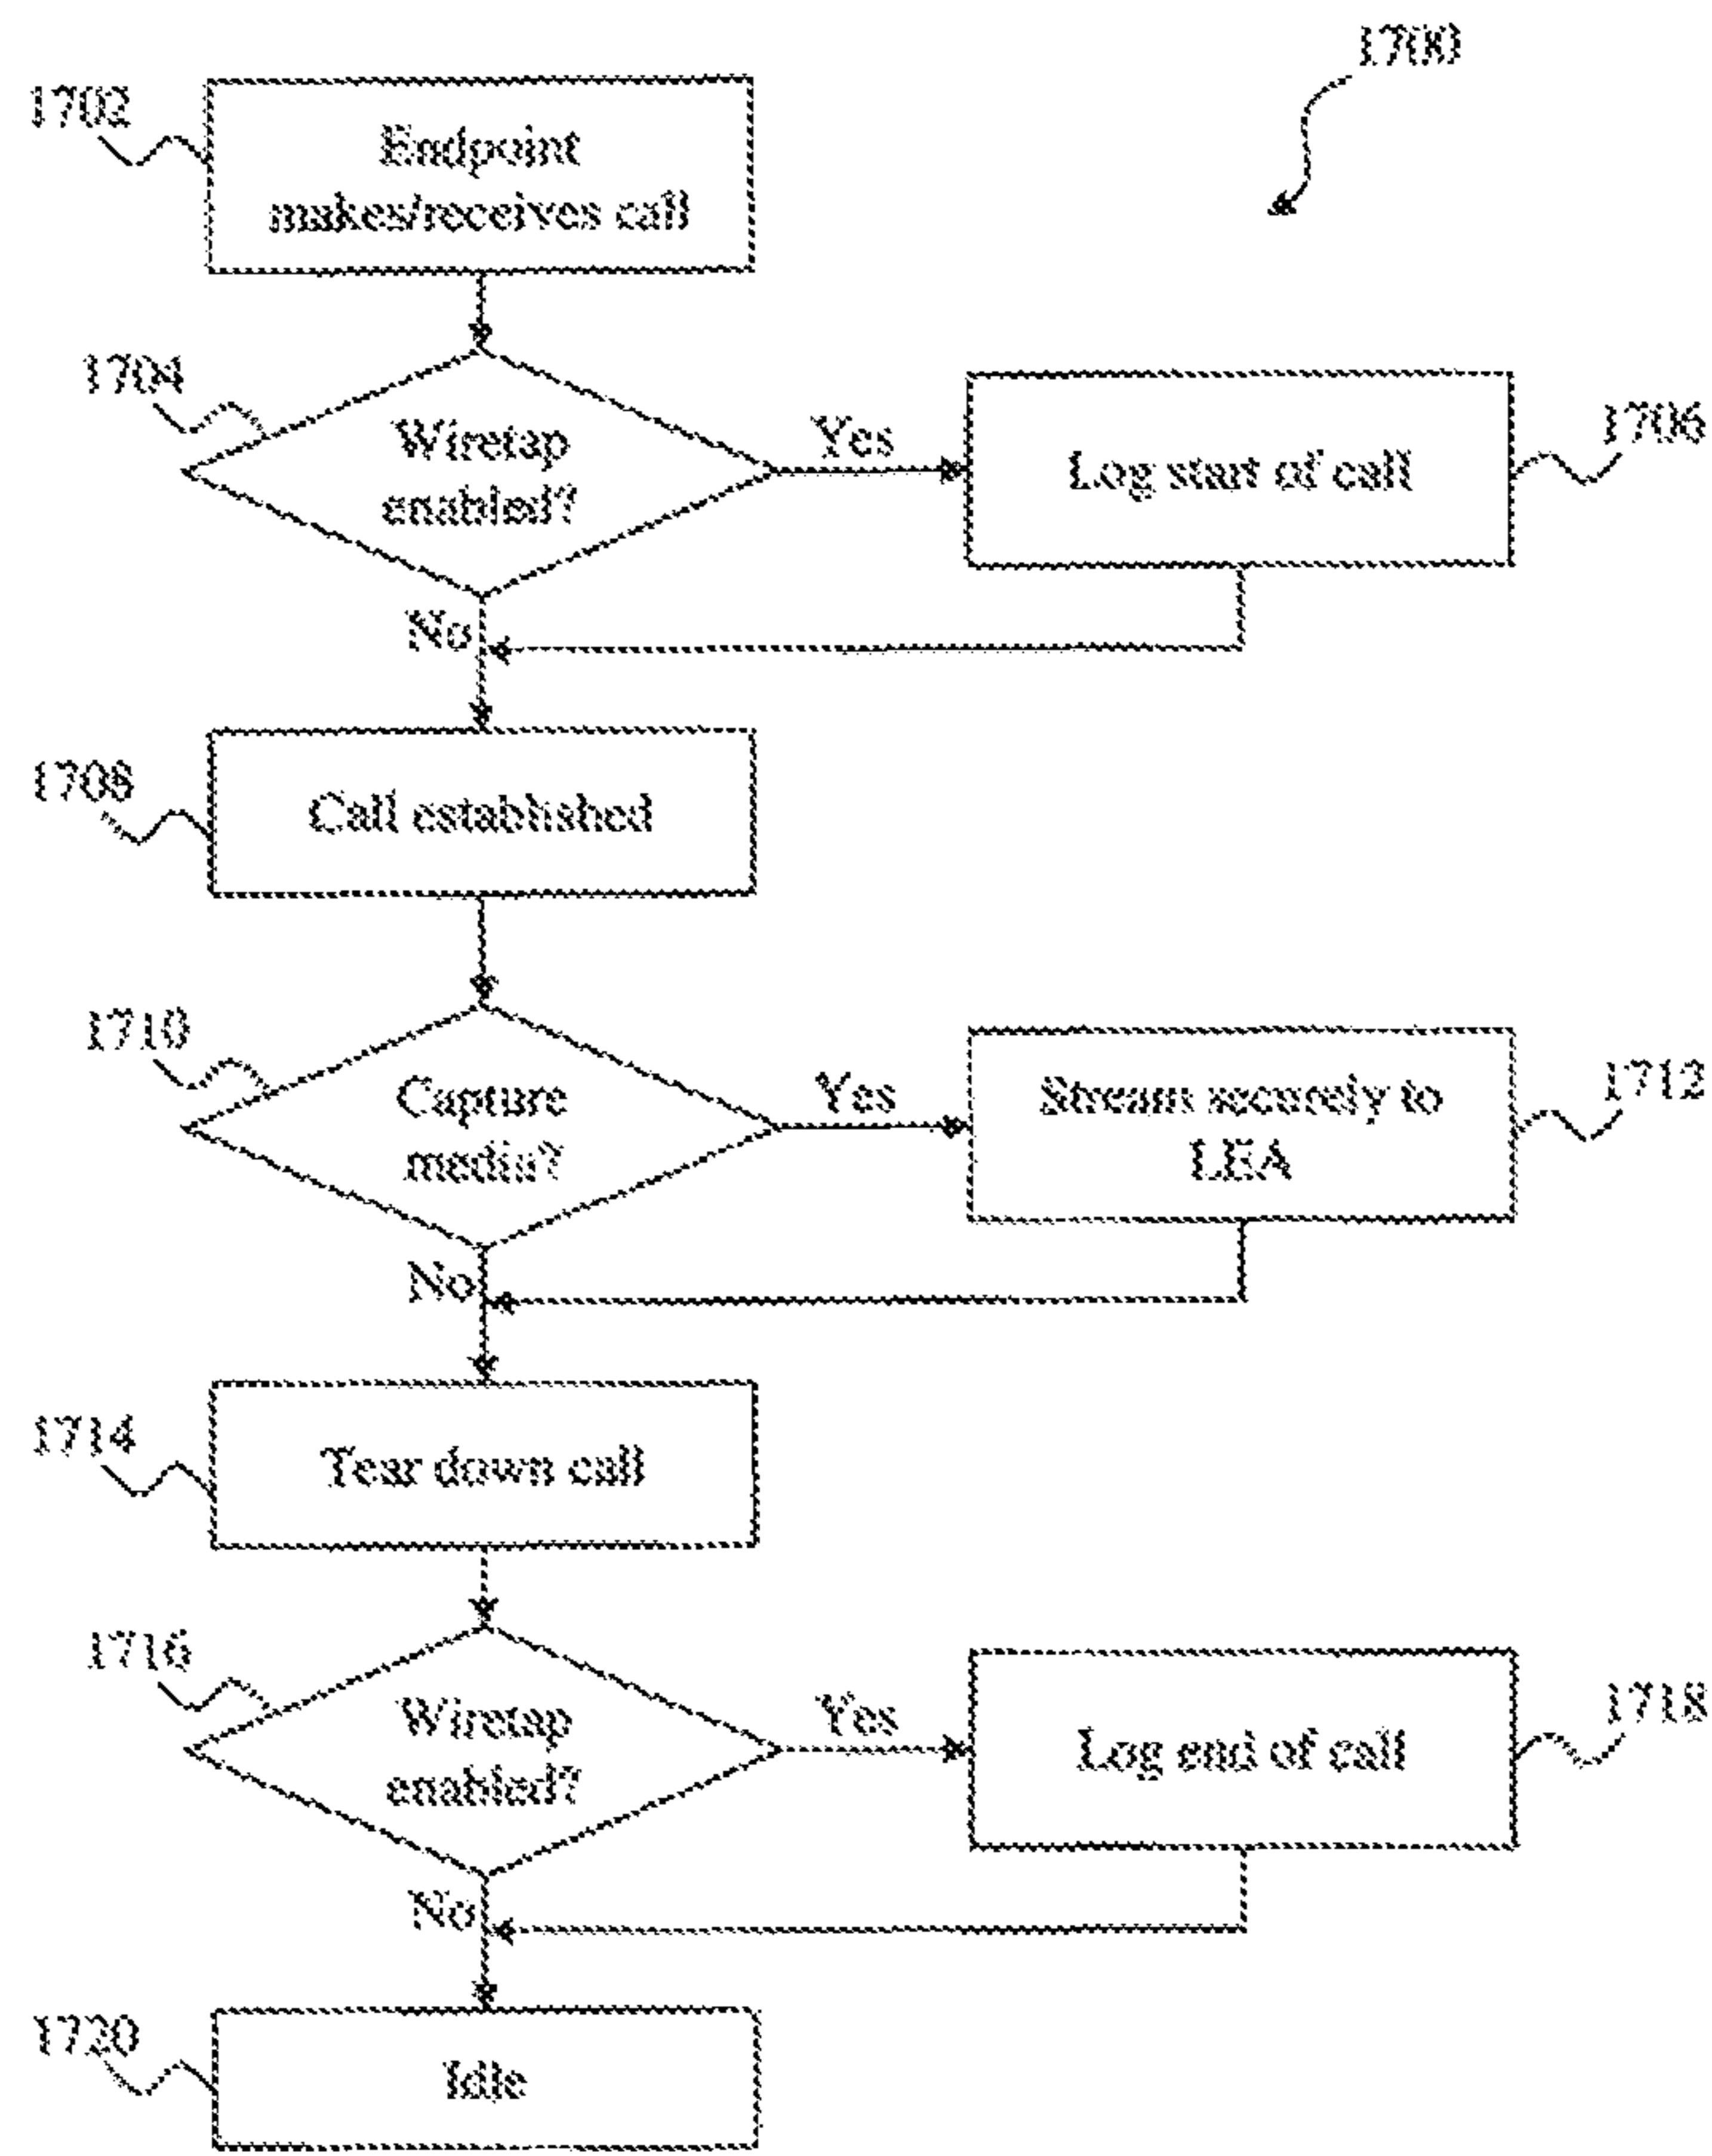 1700
1702
Endpoint
makes/receives call
1704
Wiretap
enabled?
Yes
Log start of call
1706
No
1708
Call established
1710
Capture
media?
Yes
Stream securely to
LEA
1712
No
1714
Tear down call
1716
Wiretap
enabled?
Yes
Log end of call
1718
No
1720
Idle